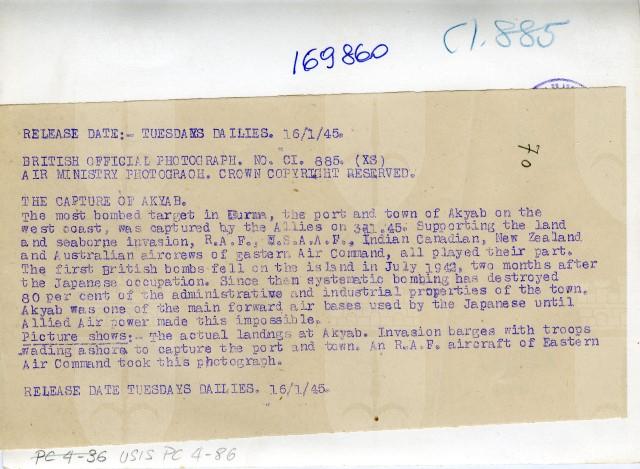 169860
CI.885
70
RELEASE DATE:- TUESDAYS DAILIES. 16/1/45.
BRITISH OFFICIAL PHOTOGRAPH. NO. CI. 885. (XS)
AIR MINISTRY PHOTOGRAOH. CROWN COPYRIGHT RESERVED.
THE CAPTURE OF AKYAB.
The most bombed target in Burma, the port and town of Akyab on the
west coast, was captured by the Allies on 3.1.45. Supporting the land
and seaborne invasion, R.A.F., U.S.A.A.F., Indian Canadian, New Zealand
and Australian aircrews of eastern Air Command, all played their part.
The first British bombs fell on the island in July 1942, two months after
the Japanese occupation. Since then systematic bombing has destroyed
80 per cent of the administrative and industrial properties of the town.
Akyab was one of the main forward air bases used by the Japanese until
Allied Air power made this impossible.
Picture shows:- The actual landngs at Akyab. Invasion barges with troops
wading ashore to capture the port and town. An R.A.F. aircraft of Eastern
Air Command took this photograph.
RELEASE DATE TUESDAYS DAILIES. 16/1/45.
PC 4-36 USIS PC 4-86